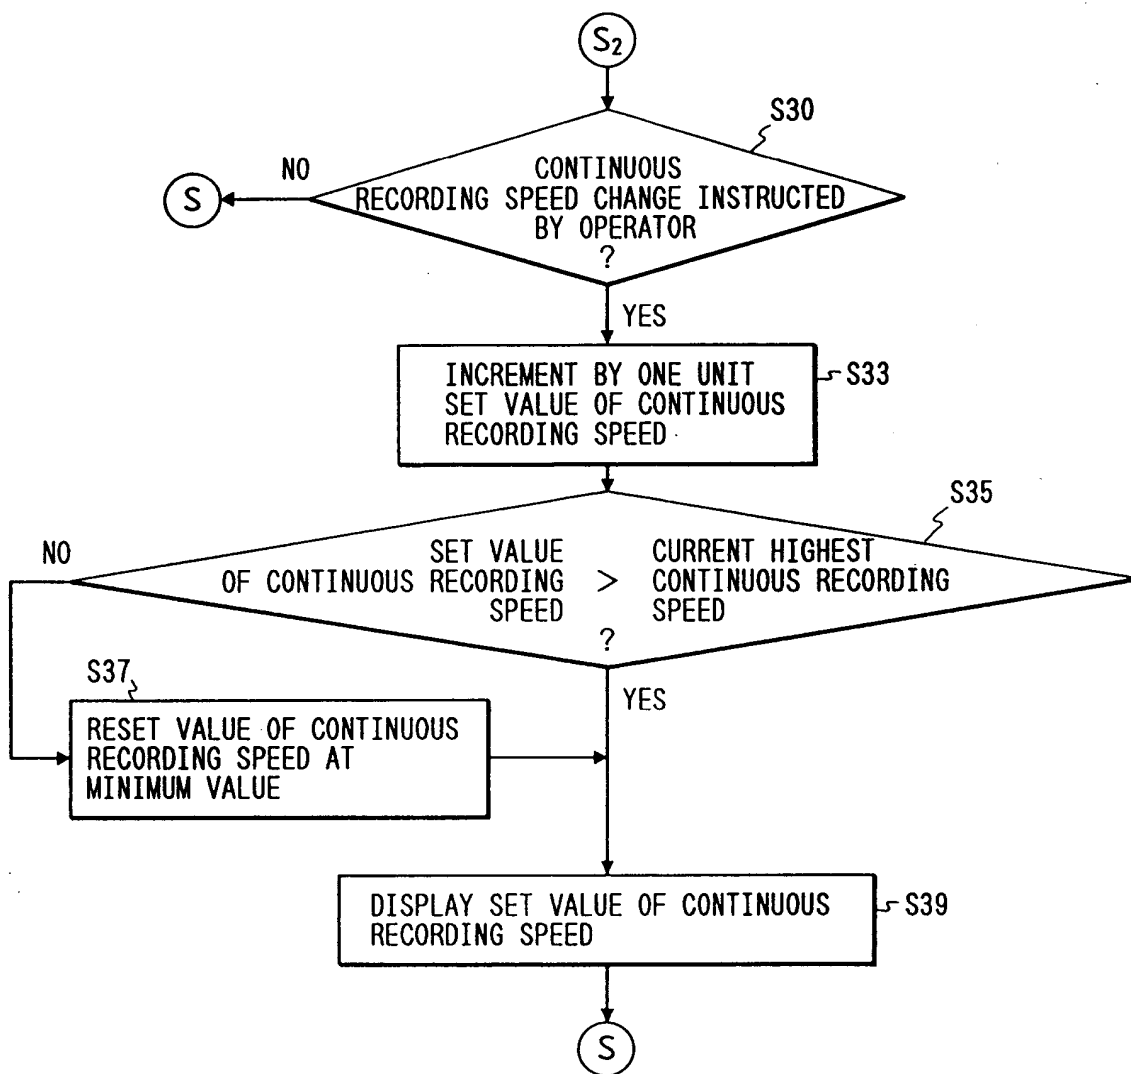 S2
S30
NO
S
CONTINUOUS
RECORDING SPEED CHANGE INSTRUCTED
BY OPERATOR
?
YES
INCREMENT BY ONE UNIT
SET VALUE OF CONTINUOUS
RECORDING SPEED
S33
S35
NO
SET VALUE
OF CONTINUOUS RECORDING
SPEED
>
CURRENT HIGHEST
CONTINUOUS RECORDING
SPEED
?
YES
S37
RESET VALUE OF CONTINUOUS
RECORDING SPEED AT
MINIMUM VALUE
DISPLAY SET VALUE OF CONTINUOUS
RECORDING SPEED
S39
S